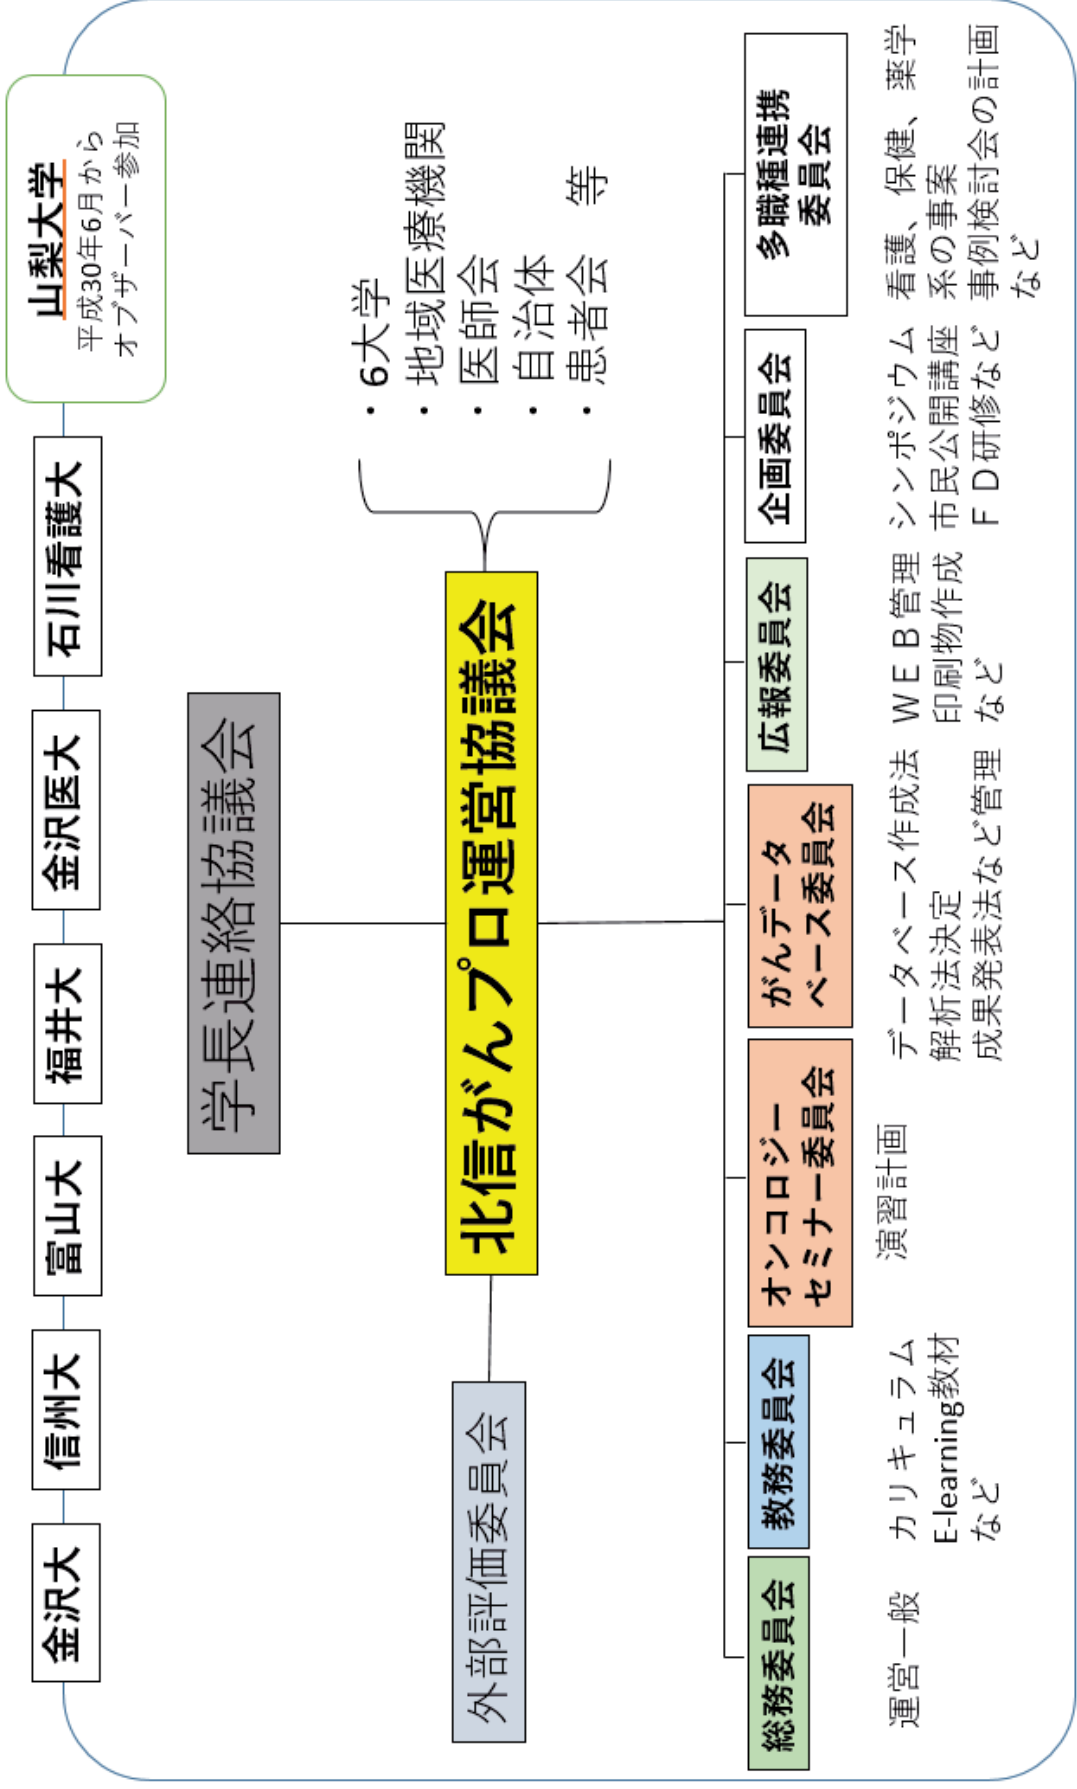 金沢大
信州大
富山大
福井大
金沢医大
石川看護大
山梨大学
平成30年6月から
オブザーバー参加
学長連絡協議会
外部評価委員会
北信がんプロ運営協議会
・6大学
・地域医療機関
・医師会
・自治体
・患者会　等
総務委員会
運営一般
教務委員会
カリキュラム
E-learning教材
など
オンコロジー
セミナー委員会
演習計画
がんデータ
ベース委員会
データベース作成法
解析法決定
成果発表法など管理
広報委員会
ＷＥＢ管理
印刷物作成
など
企画委員会
シンポジウム
市民公開講座
ＦＤ研修など
多職種連携
委員会
看護、保健、薬学
系の事案
事例検討会の計画
など